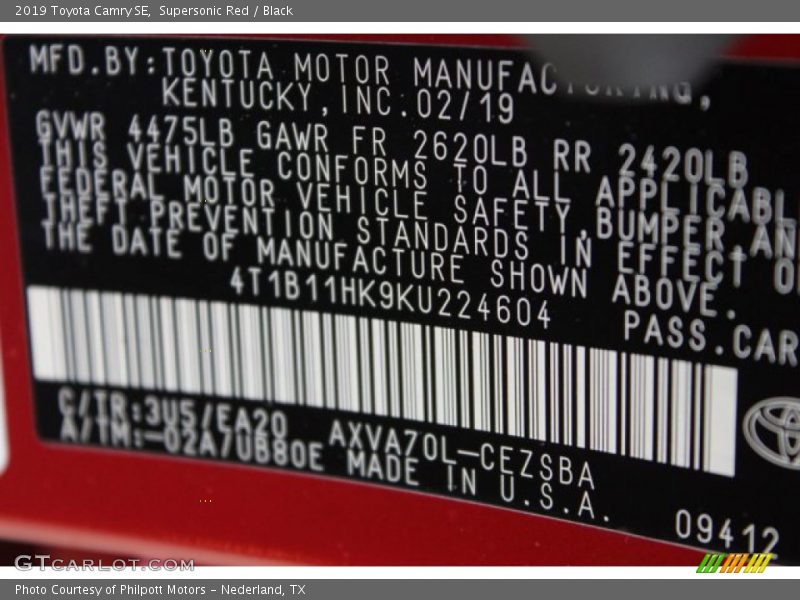 2019 Toyota Camry SE,  Supersonic Red / Black
MFD.BY:TOYOTA MOTOR MANUFACTURING,
KENTUCKY,INC.02/19
GVWR 4475LB GAWR FR 2620LB RR 2420LB
THIS VEHICLE CONFORMS TO ALL APPLICABL
FEDERAL MOTOR VEHICLE SAFETY,BUMPER AN
THEFT PREVENTION STANDARDS IN EFFECT O
THE DATE OF MANUFACTURE SHOWN ABOVE.
4T1B11HK9KU224604 PASS.CAR
C/TR:3U5/EA20 AXVA70L-CEZSBA
A/TM:-02A/UB80E MADE IN U.S.A.
09412
GTCARLOT.COM
Photo Courtesy of Philpott Motors - Nederland, TX